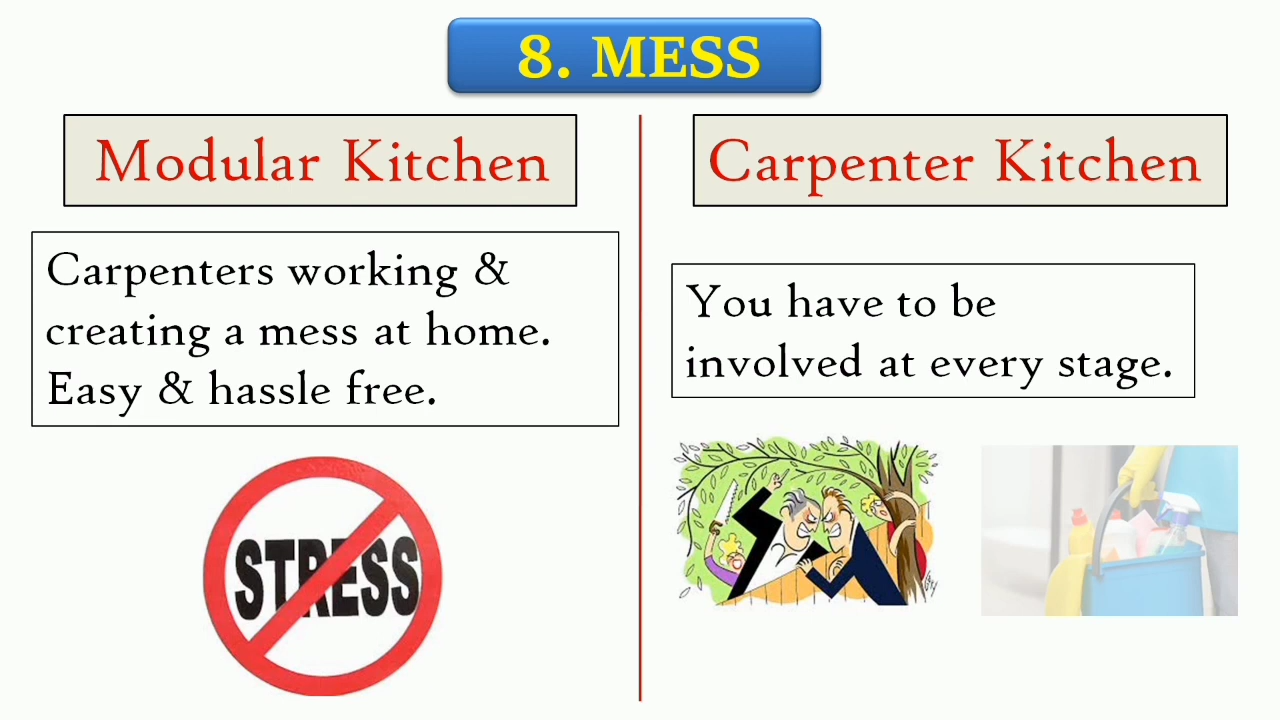 8. MESS
Modular Kitchen
Carpenters working &
creating a mess at home.
Easy & hassle free.
STRESS
Carpenter Kitchen
You have to be
involved at every stage.